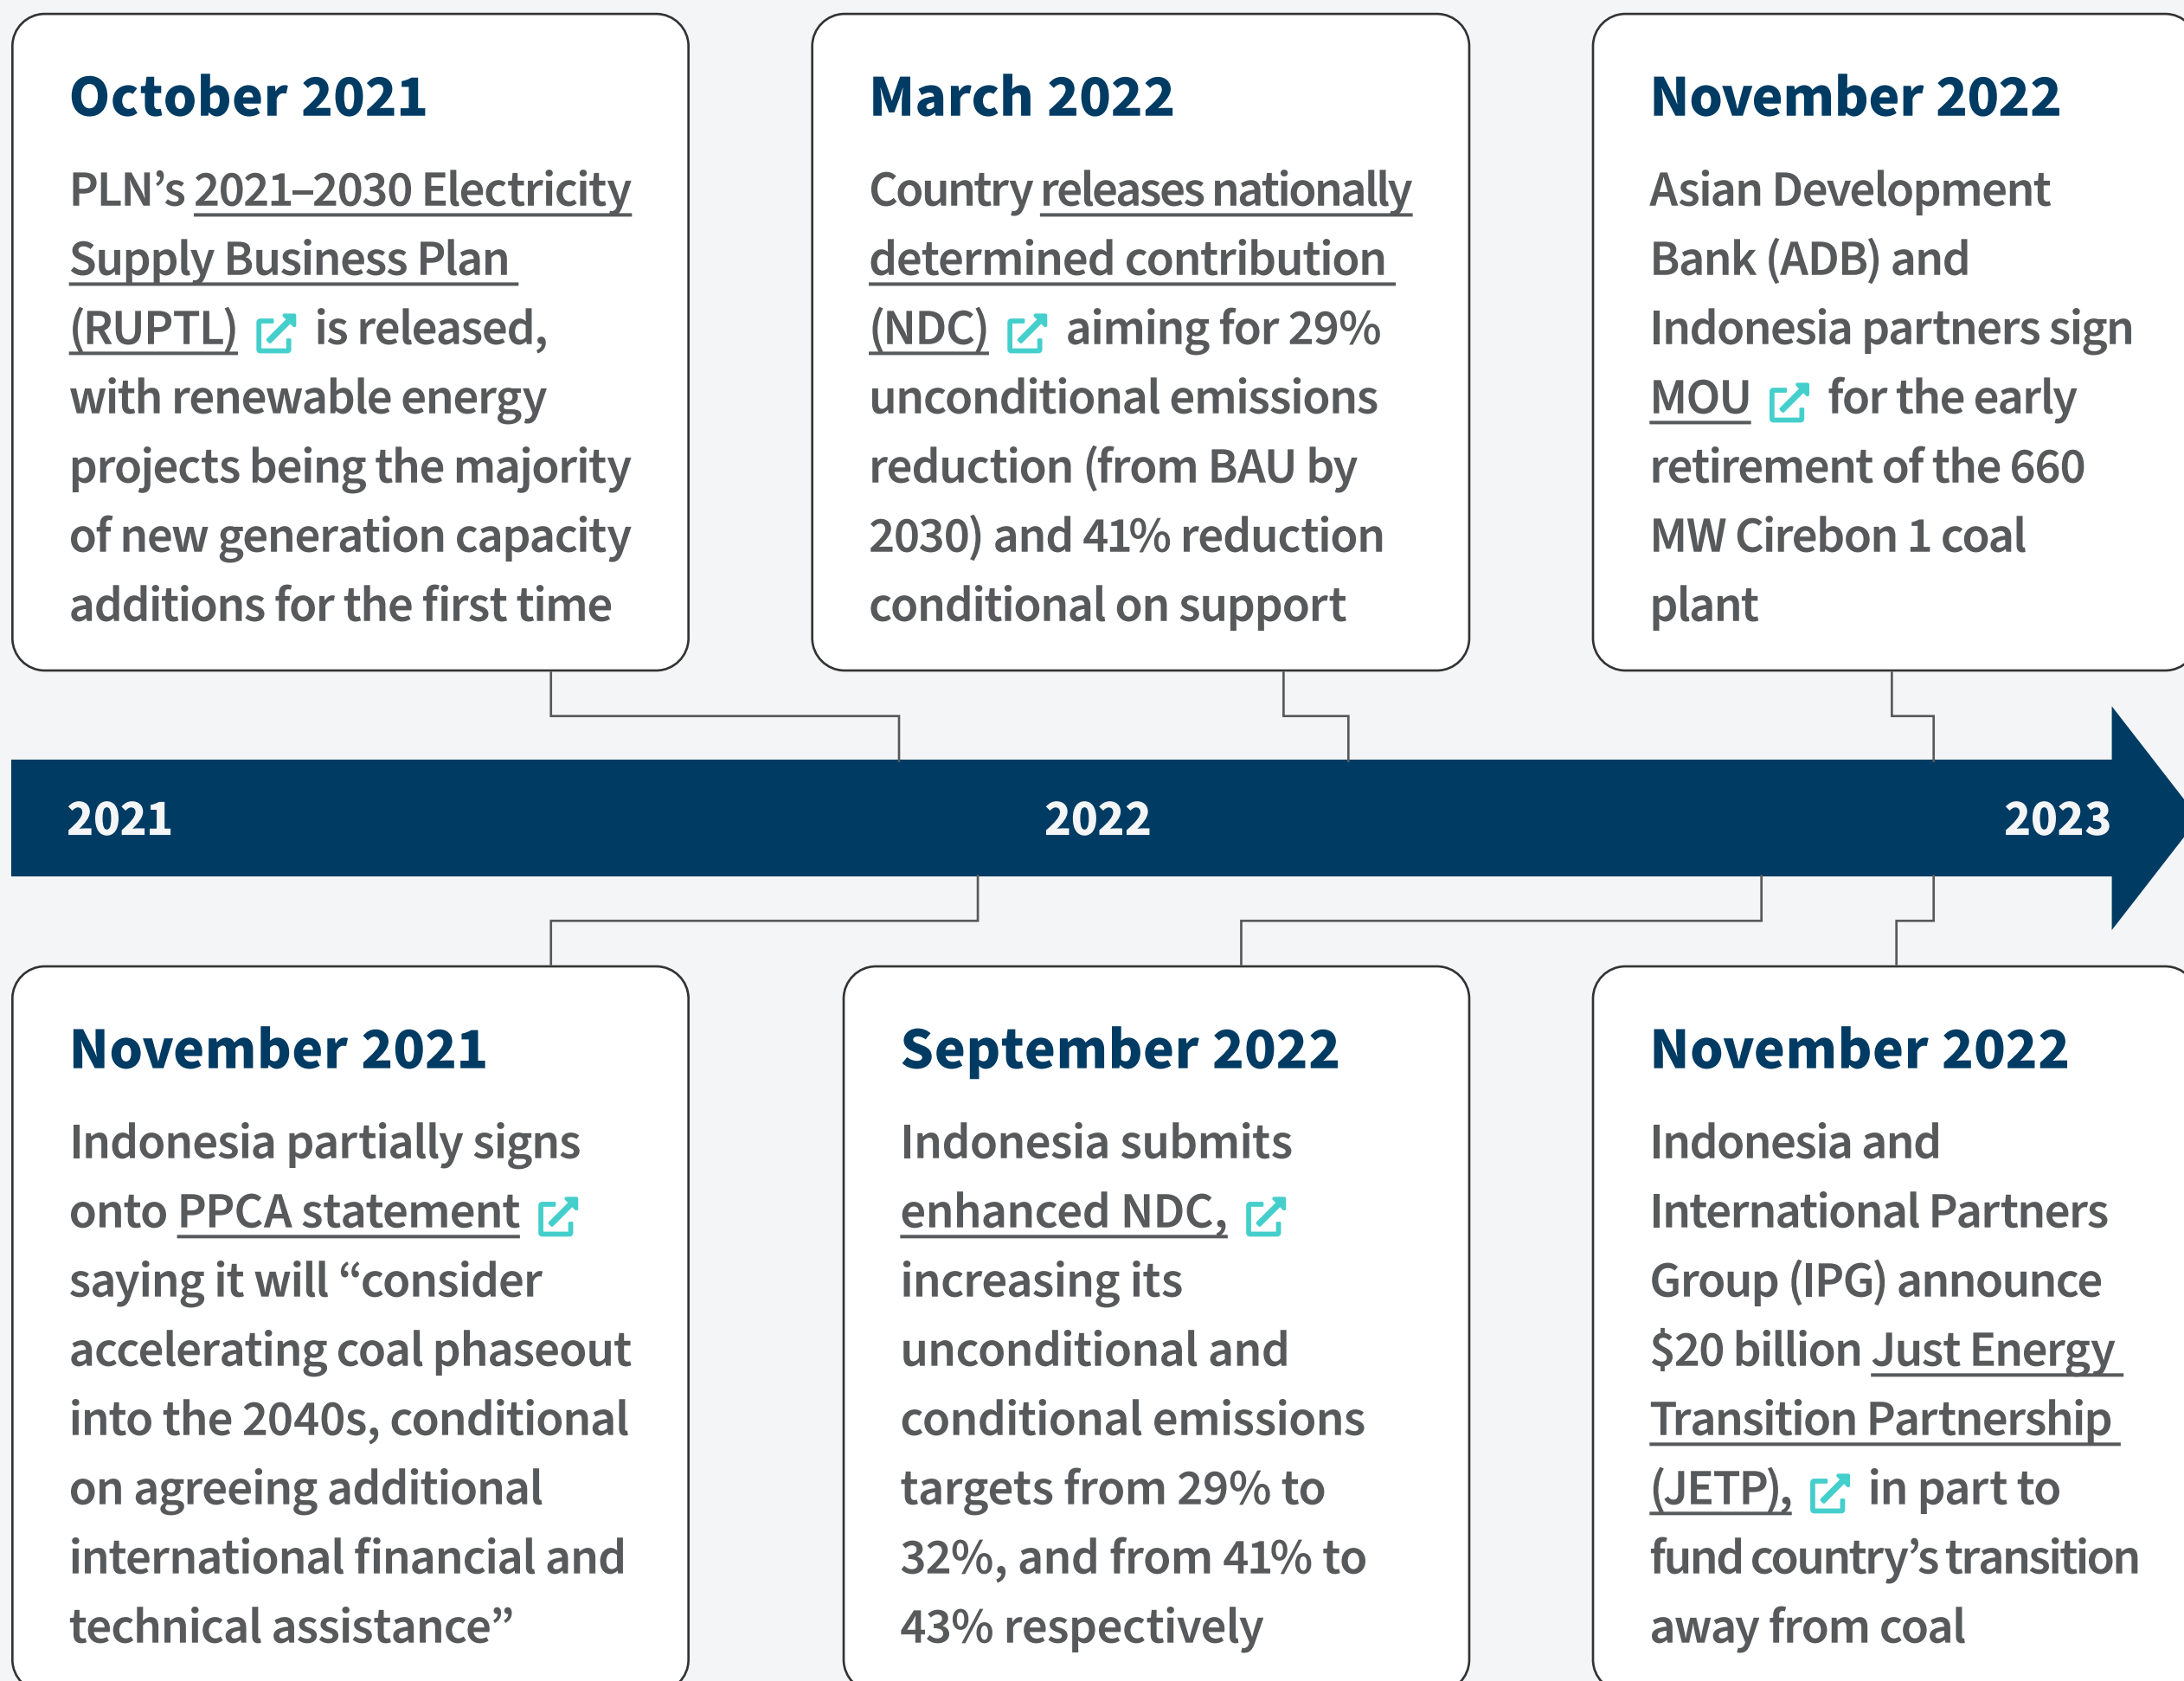 October 2021
PLN’s 2021–2030 Electricity
Supply Business Plan
(RUPTL) is released,
with renewable energy
projects being the majority
of new generation capacity
additions for the first time
March 2022
Country releases nationally
determined contribution
(NDC) aiming for 29%
unconditional emissions
reduction (from BAU by
2030) and 41% reduction
conditional on support
November 2022
Asian Development
Bank (ADB) and
Indonesia partners sign
MOU for the early
retirement of the 660
MW Cirebon 1 coal
plant
2021 2022 2023
November 2021
Indonesia partially signs
onto PPCA statement
saying it will “consider
accelerating coal phaseout
into the 2040s, conditional
on agreeing additional
international financial and
technical assistance”
September 2022
Indonesia submits
enhanced NDC,
increasing its
unconditional and
conditional emissions
targets from 29% to
32%, and from 41% to
43% respectively
November 2022
Indonesia and
International Partners
Group (IPG) announce
$20 billion Just Energy
Transition Partnership
(JETP), in part to
fund country’s transition
away from coal